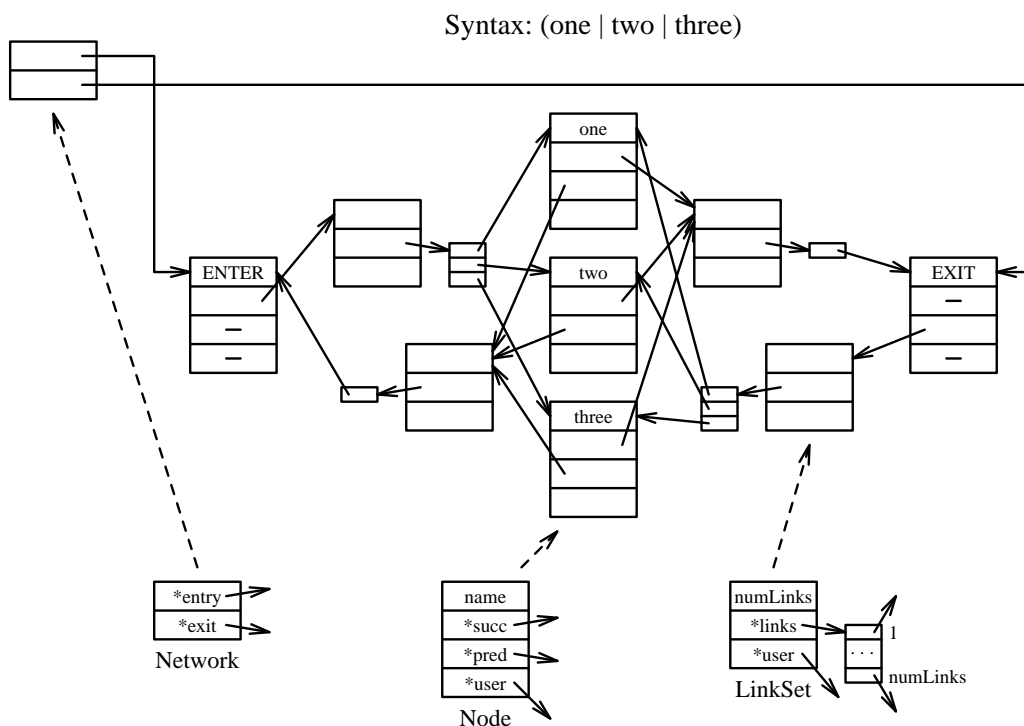 Syntax: (one | two | three)
one
ENTER
two
EXIT
–
–
–
–
three
*entry
*exit
Network
name
*succ
*pred
*user
Node
numLinks
*links
*user
LinkSet
1
...
numLinks